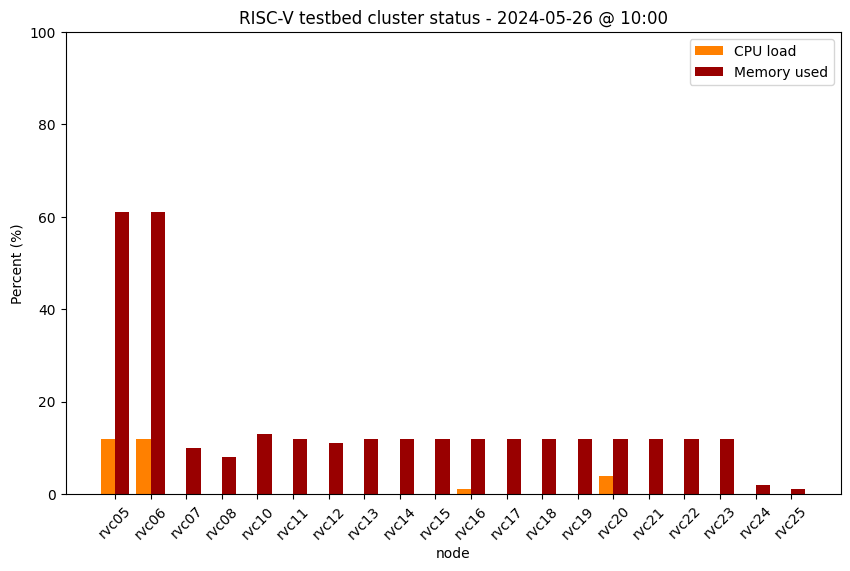 RISC-V testbed cluster status - 2024-05-26 @ 10:00
CPU load
Memory used
Percent (%)
100
80
60
40
20
0
rvc05 rvc06 rvc07 rvc08 rvc10 rvc11 rvc12 rvc13 rvc14 rvc15 rvc16 rvc17 rvc18 rvc19 rvc20 rvc21 rvc22 rvc23 rvc24 rvc25
node